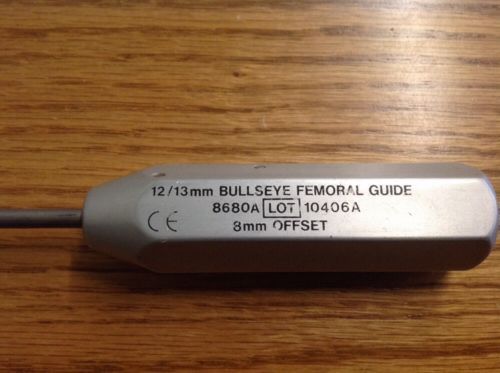 12/13mm BULLSEYE FEMORAL GUIDE
8680A LOT 10406A
CE 8mm OFFSET